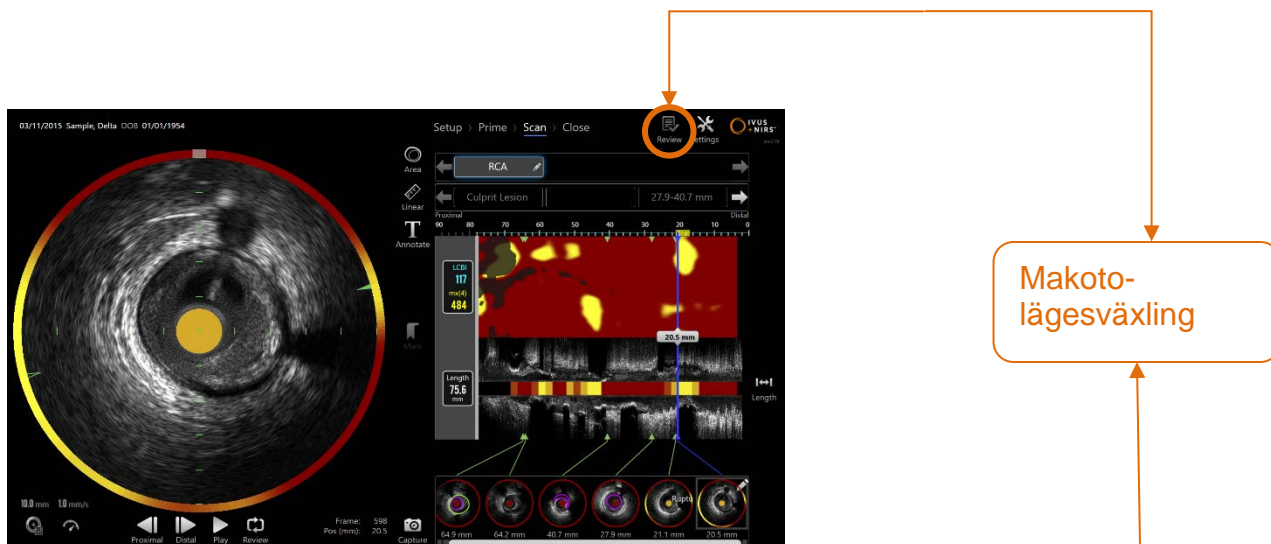 03/11/2015 Sample, Delta DOB 01/01/1954
Setup > Prime > Scan > Close
Review
Settings
IVUS
+NIRS™
Area
RCA
Linear
Culprit Lesion
27.9-40.7 mm
Proximal
Distal
90 80 70 60 50 40 30 20 10 0
T
Annotate
LCBI
117
mx(4)
484
Makoto-
lägesväxling
20.5 mm
Main
Length
75.6
mm
Length
10.0 mm 1.0 mm/s
Proximal
Distal
Play
Review
Frame: 598
Pos (mm): 20.5
Capture
64.9 mm 64.2 mm 40.7 mm 27.9 mm 21.1 mm 20.5 mm